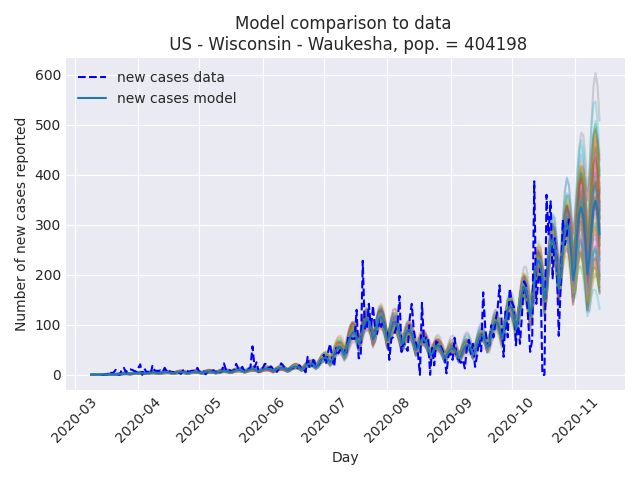 Model comparison to data
US - Wisconsin - Waukesha, pop. = 404198
new cases data
new cases model
Number of new cases reported
600
500
400
300
200
100
0
2020-03
2020-04
2020-05
2020-06
2020-07
2020-08
2020-09
2020-10
2020-11
Day